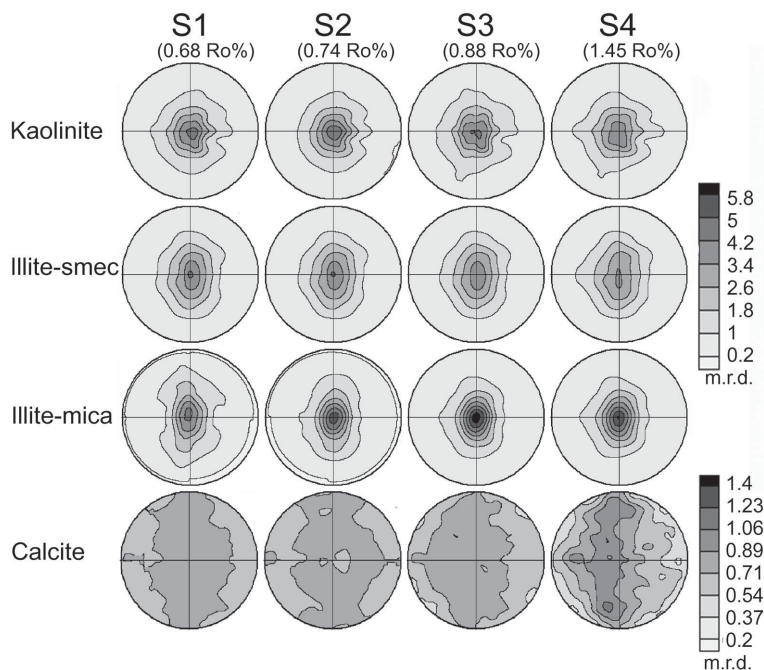 S1 S2 S3 S4
(0.68 Ro%) (0.74 Ro%) (0.88 Ro%) (1.45 Ro%)
Kaolinite
Illite-smec
Illite-mica
Calcite
5.8
5
4.2
3.4
2.6
1.8
1
0.2
m.r.d.
1.4
1.23
1.06
0.89
0.71
0.54
0.37
0.2
m.r.d.